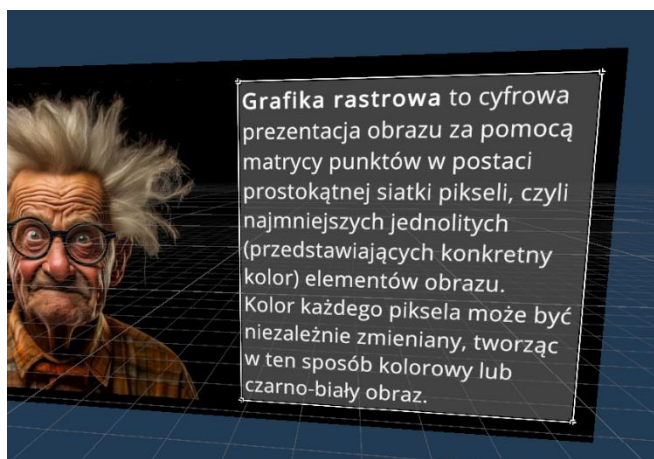 Grafika rastrowa to cyfrowa
prezentacja obrazu za pomocą
matrycy punktów w postaci
prostokątnej siatki pikseli, czyli
najmniejszych jednolitych
(przedstawiających konkretny
kolor) elementów obrazu.
Kolor każdego piksela może być
niezależnie zmieniany, tworząc
w ten sposób kolorowy lub
czarno-biały obraz.